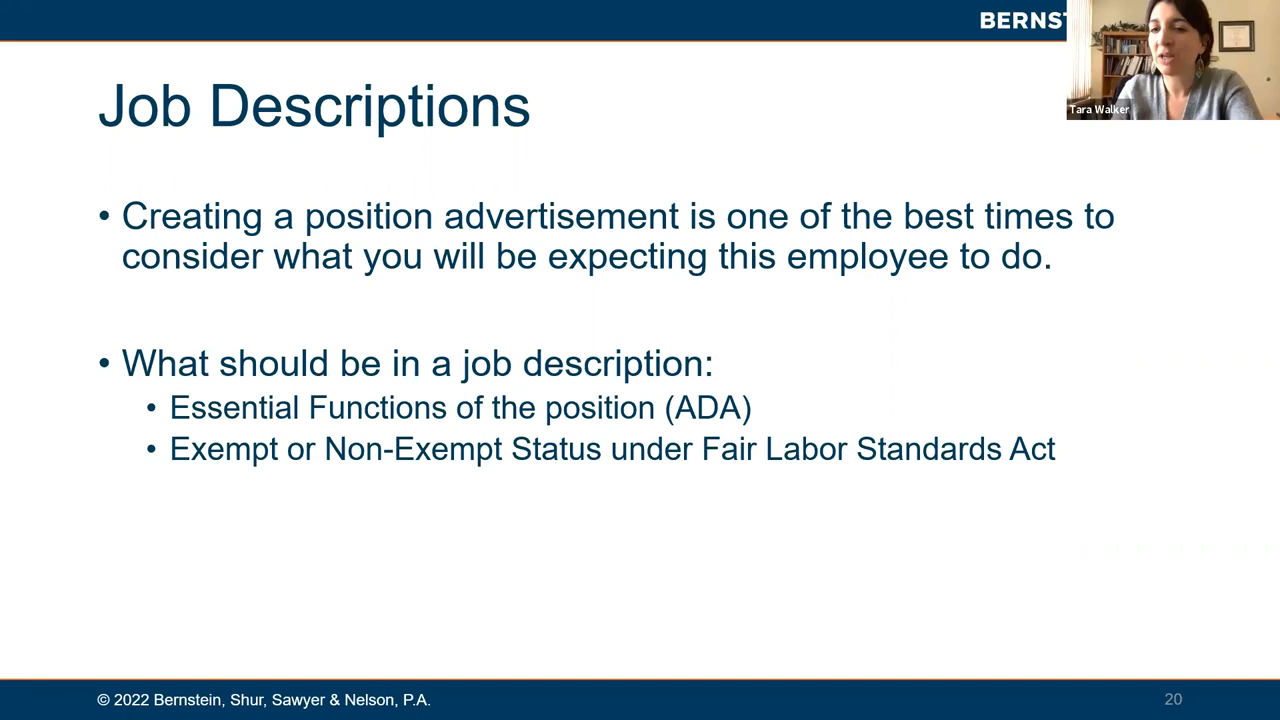 BERNST
Tara Walker
Job Descriptions
• Creating a position advertisement is one of the best times to
consider what you will be expecting this employee to do.
• What should be in a job description:
• Essential Functions of the position (ADA)
• Exempt or Non-Exempt Status under Fair Labor Standards Act
© 2022 Bernstein, Shur, Sawyer & Nelson, P.A.
20